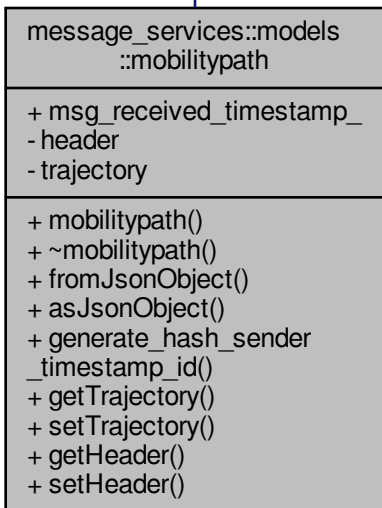 message_services::models
::mobilitypath
+ msg_received_timestamp_
- header
- trajectory
+ mobilitypath()
+ ~mobilitypath()
+ fromJsonObject()
+ asJsonObject()
+ generate_hash_sender
_timestamp_id()
+ getTrajectory()
+ setTrajectory()
+ getHeader()
+ setHeader()